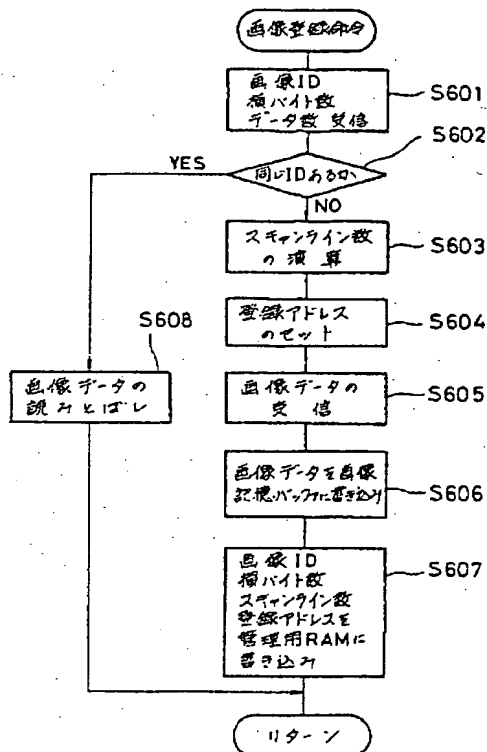 画像登録命令
画像ID
横バイト数
データ数 受信
S601
S602
同じIDあるか
YES
NO
スキャンライン数
の演算
S603
登録アドレス
のセット
S604
S608
画像データの
読みとばし
画像データの
受信
S605
画像データを画像
記憶バッファに書き込み
S606
画像ID
横バイト数
スキャンライン数
登録アドレスを
管理用RAMに
書き込み
S607
リターン